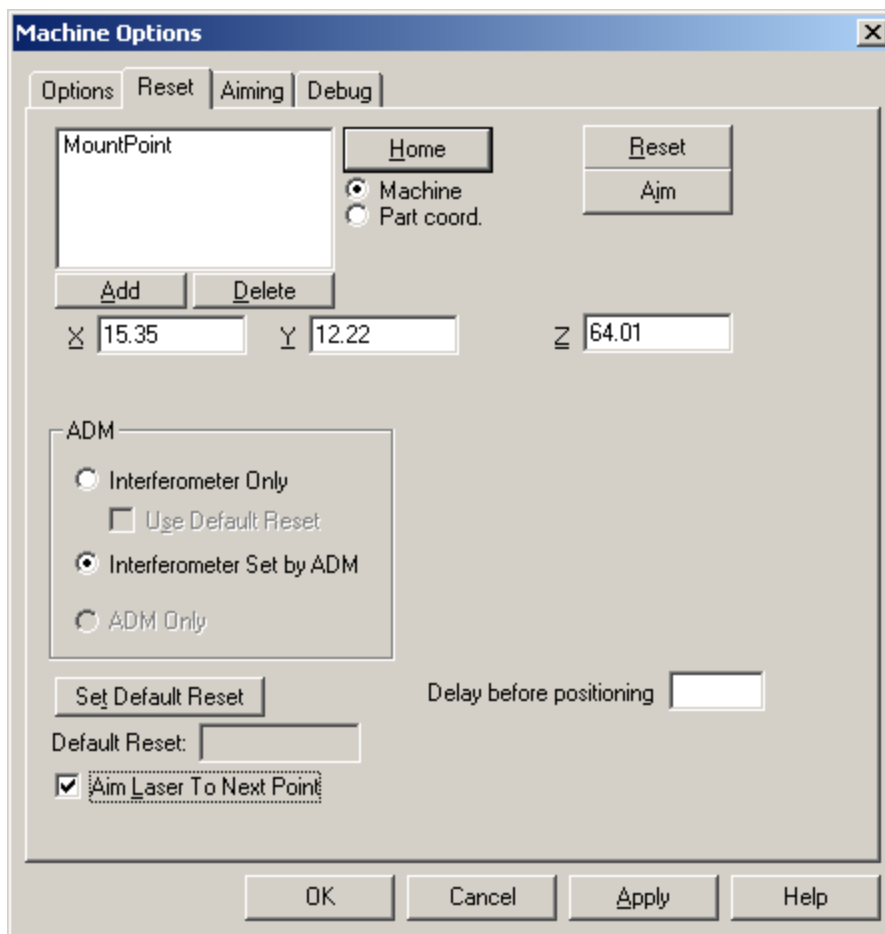 Machine Options
Options Reset Aiming Debug
MountPoint
Home
Reset
Machine
Aim
Part coord.
Add Delete
X 15.35 Y 12.22 Z 64.01
ADM
Interferometer Only
Use Default Reset
Interferometer Set by ADM
ADM Only
Set Default Reset
Delay before positioning
Default Reset:
Aim Laser To Next Point
OK Cancel Apply Help